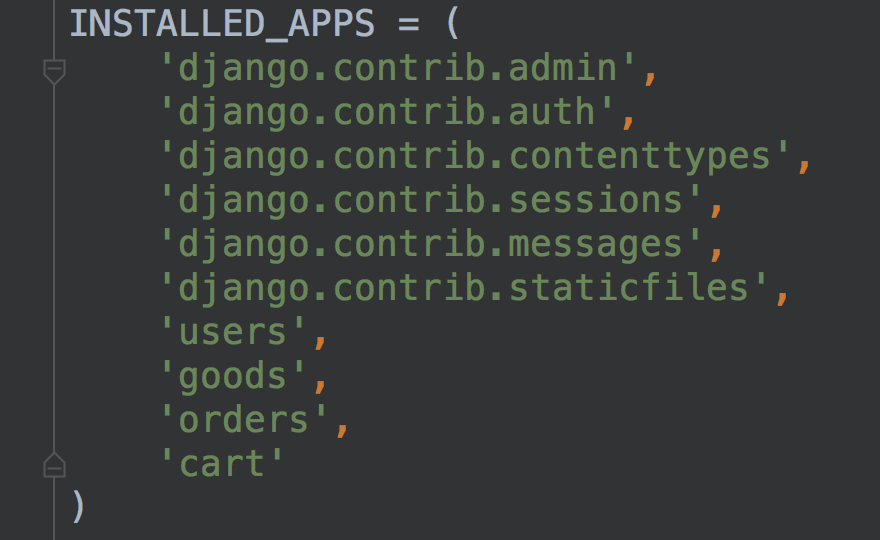 INSTALLED_APPS = (
    'django.contrib.admin',
    'django.contrib.auth',
    'django.contrib.contenttypes',
    'django.contrib.sessions',
    'django.contrib.messages',
    'django.contrib.staticfiles',
    'users',
    'goods',
    'orders',
    'cart'
)